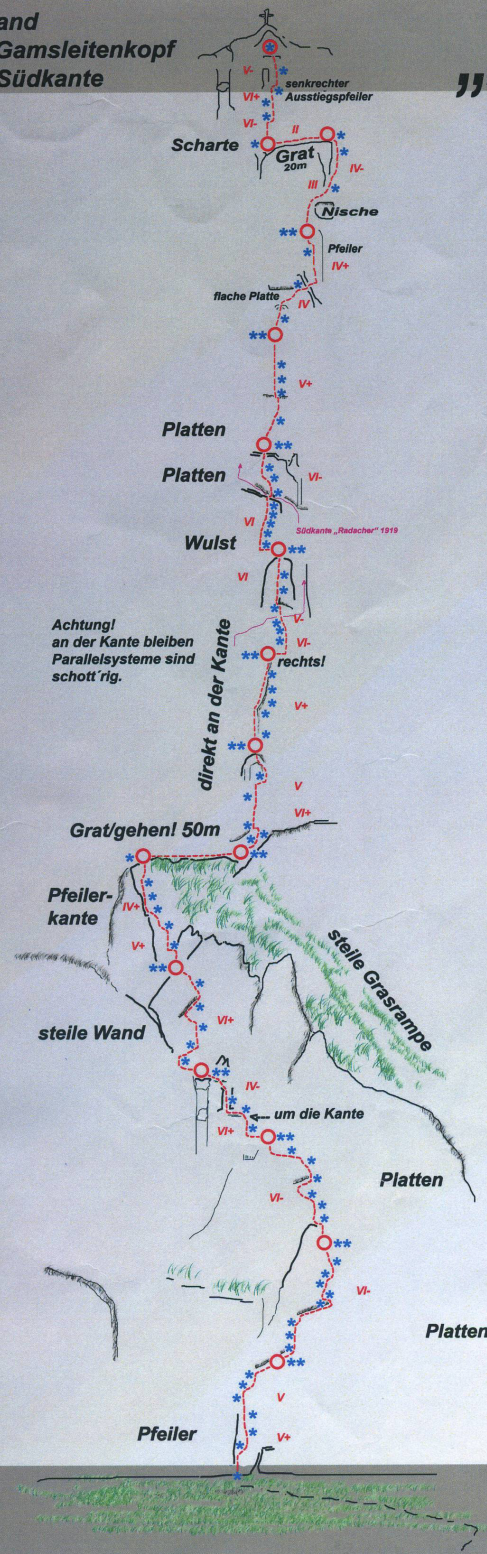 and
Gamsleitenkopf
Südkante
"
V-
senkrechter
Ausstiegspfeiler
VI+
VI-
Scharte
II
Grat
20m
IV-
III
Nische
Pfeiler
IV+
flache Platte
IV
V+
Platten
Platten
VI-
VI
Südkante „Radacher" 1919
Wulst
VI
Achtung!
an der Kante bleiben
Parallelsysteme sind
schott´rig.
V-
VI-
direkt an der Kante
rechts!
V+
V
VI+
Grat/gehen! 50m
Pfeiler-
kante
IV+
V+
steile Grasrampe
steile Wand
VI+
IV-
um die Kante
VI+
Platten
VI-
VI-
Platten
V
Pfeiler
V+